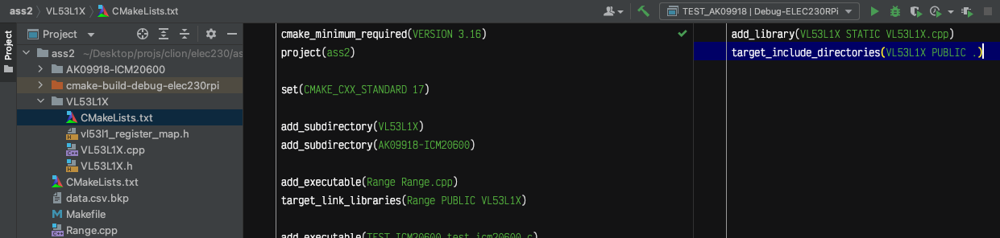 ass2 > VL53L1X > CMakeLists.txt
TEST_AK09918 | Debug-ELEC230RPi
Project
Project
ass2 ~/Desktop/projs/clion/elec230/as
AK09918-ICM20600
cmake-build-debug-elec230rpi
VL53L1X
CMakeLists.txt
vl53l1_register_map.h
VL53L1X.cpp
VL53L1X.h
CMakeLists.txt
data.csv.bkp
Makefile
Range.cpp
cmake_minimum_required(VERSION 3.16)
project(ass2)
set(CMAKE_CXX_STANDARD 17)
add_subdirectory(VL53L1X)
add_subdirectory(AK09918-ICM20600)
add_executable(Range Range.cpp)
target_link_libraries(Range PUBLIC VL53L1X)
add_executable(TEST_ICM20600 test_icm20600.c)
add_library(VL53L1X STATIC VL53L1X.cpp)
target_include_directories(VL53L1X PUBLIC .)